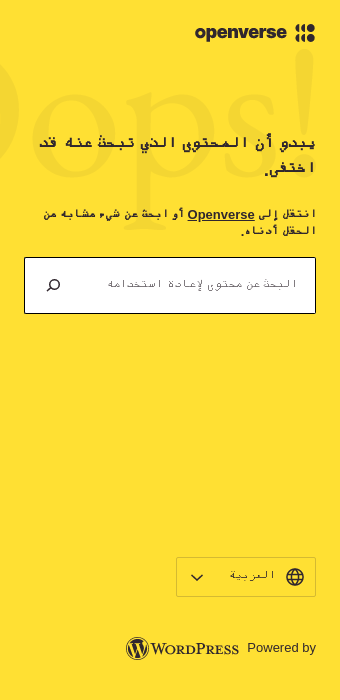 openverse
Oops!
يبدو أن المحتوى الذي تبحث عنه قد
اختفى.
انتقل إلى Openverse أو ابحث عن شيء مشابه من
الحقل أدناه.
البحث عن محتوى لإعادة استخدامه
العربية
Powered by WORDPRESS